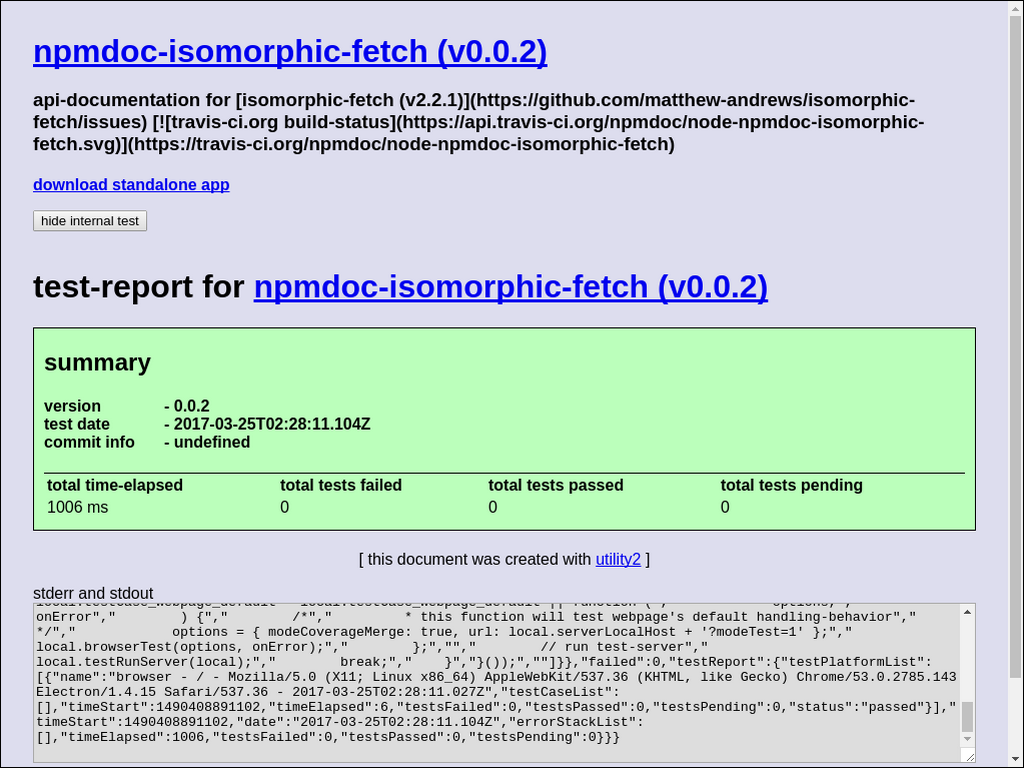 npmdoc-isomorphic-fetch (v0.0.2)
api-documentation for [isomorphic-fetch (v2.2.1)](https://github.com/matthew-andrews/isomorphic-
fetch/issues) [![travis-ci.org build-status](https://api.travis-ci.org/npmdoc/node-npmdoc-isomorphic-
fetch.svg)](https://travis-ci.org/npmdoc/node-npmdoc-isomorphic-fetch)
download standalone app
hide internal test
test-report for npmdoc-isomorphic-fetch (v0.0.2)
summary
version - 0.0.2
test date - 2017-03-25T02:28:11.104Z
commit info - undefined
total time-elapsed total tests failed total tests passed total tests pending
1006 ms 0 0 0
[ this document was created with utility2 ]
stderr and stdout
onError","        ) {","        /*","         * this function will test webpage's default handling-behavior","
*/","            options = { modeCoverageMerge: true, url: local.serverLocalHost + '?modeTest=1' };","
local.browserTest(options, onError);","        };","","        // run test-server","
local.testRunServer(local);","        break;","    }","}());",""]}},"failed":0,"testReport":{"testPlatformList":
[{"name":"browser - / - Mozilla/5.0 (X11; Linux x86_64) AppleWebKit/537.36 (KHTML, like Gecko) Chrome/53.0.2785.143
Electron/1.4.15 Safari/537.36 - 2017-03-25T02:28:11.027Z","testCaseList":
[],"timeStart":1490408891102,"timeElapsed":6,"testsFailed":0,"testsPassed":0,"testsPending":0,"status":"passed"}],"
timeStart":1490408891102,"date":"2017-03-25T02:28:11.104Z","errorStackList":
[],"timeElapsed":1006,"testsFailed":0,"testsPassed":0,"testsPending":0}}}